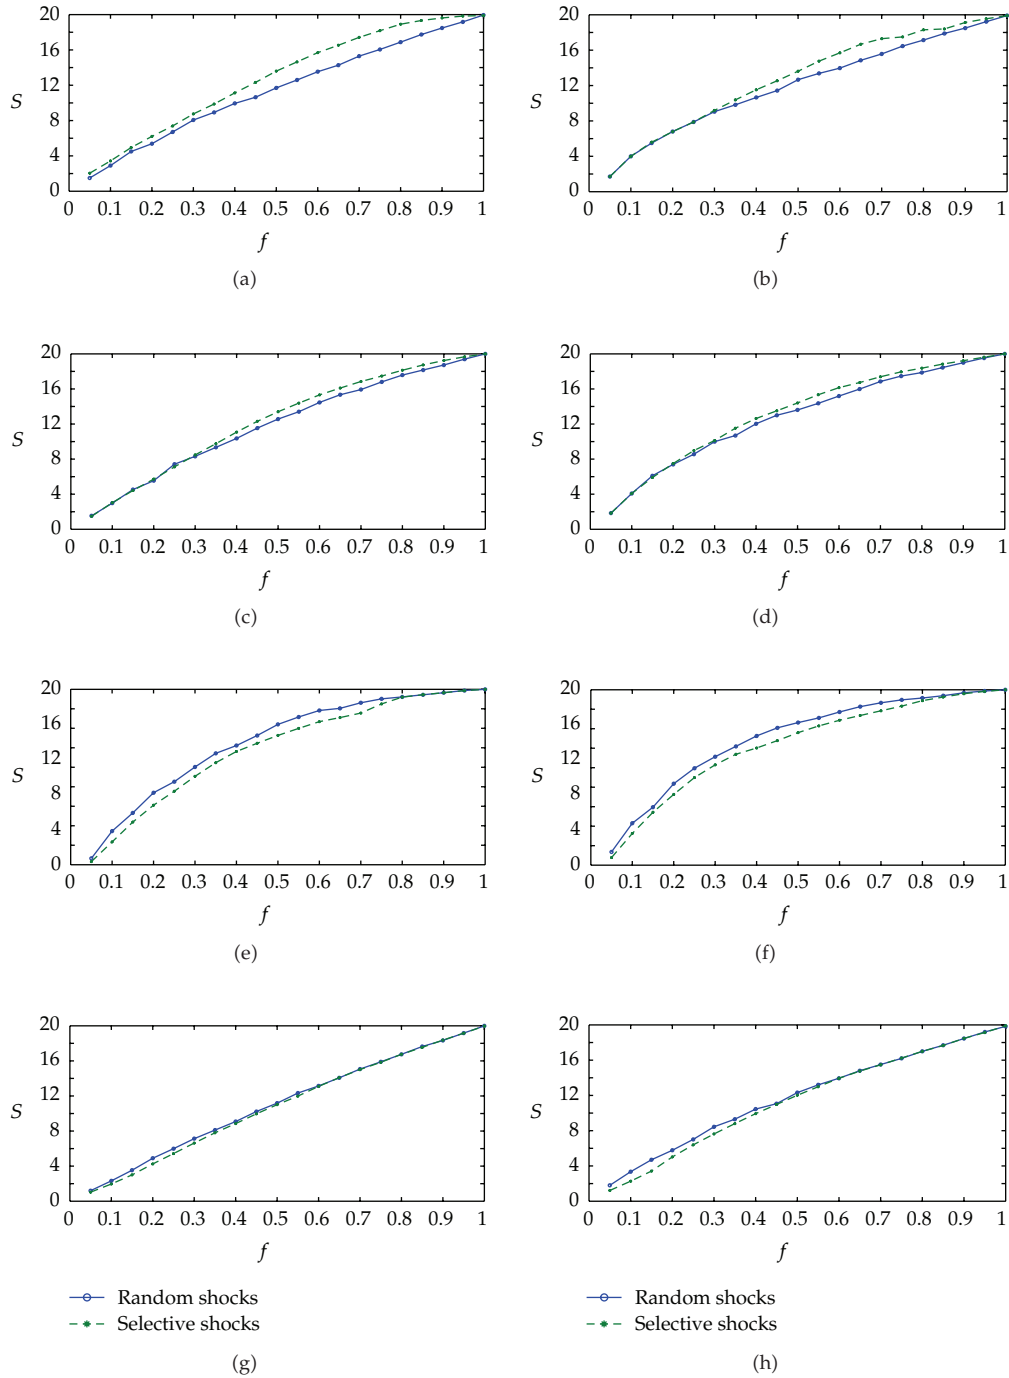 20 20
16 16
S 12 12
8 8
4 4
0 0
0 0.1 0.2 0.3 0.4 0.5 0.6 0.7 0.8 0.9 1 0 0.1 0.2 0.3 0.4 0.5 0.6 0.7 0.8 0.9 1
f f
(a) (b)
20 20
16 16
S 12 S 12
8 8
4 4
0 0
0 0.1 0.2 0.3 0.4 0.5 0.6 0.7 0.8 0.9 1 0 0.1 0.2 0.3 0.4 0.5 0.6 0.7 0.8 0.9 1
f f
(c) (d)
20 20
16 16
S 12 S 12
8 8
4 4
0 0
0 0.1 0.2 0.3 0.4 0.5 0.6 0.7 0.8 0.9 1 0 0.1 0.2 0.3 0.4 0.5 0.6 0.7 0.8 0.9 1
f f
(e) (f)
20 20
16 16
S 12 S 12
8 8
4 4
0 0
0 0.1 0.2 0.3 0.4 0.5 0.6 0.7 0.8 0.9 1 0 0.1 0.2 0.3 0.4 0.5 0.6 0.7 0.8 0.9 1
f f
Random shocks Random shocks
Selective shocks Selective shocks
(g) (h)